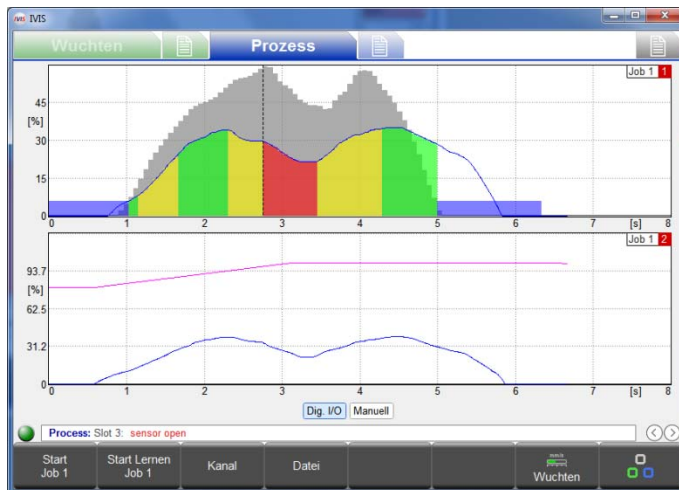 IVIS
Wuchten
Prozess
Job 1 1
45
[%]
30
15
0
0 1 2 3 4 5 6 7 [s] 8
Job 1 2
93.7
[%]
62.5
31.2
0
0 1 2 3 4 5 6 7 [s] 8
Dig. I/O Manuell
Process: Slot 3: sensor open
Start
Job 1
Start Lernen
Job 1
Kanal
Datei
Wuchten